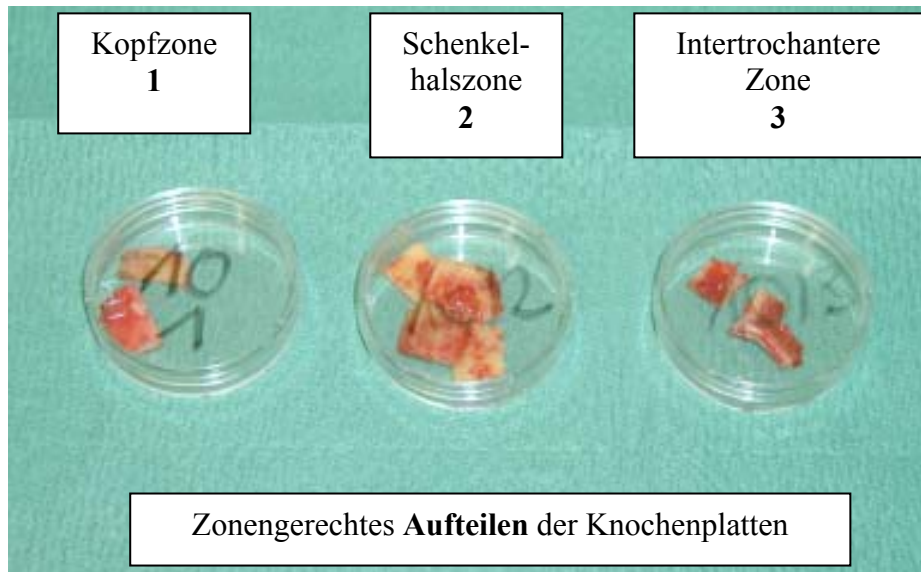 Kopfzone
1
Schenkel-
halszone
2
Intertrochantere
Zone
3
10
1
2
Zonengerechtes Aufteilen der Knochenplatten